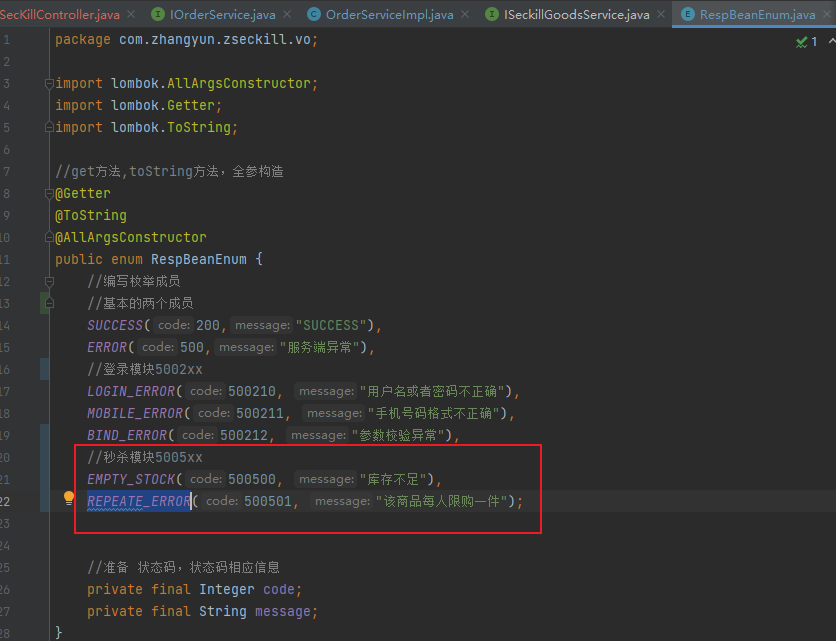 SecKillController.java × IOrderService.java × OrderServiceImpl.java × ISeckillGoodsService.java × RespBeanEnum.java ×
1 package com.zhangyun.zseckill.vo; 1
2
3 import lombok.AllArgsConstructor;
4 import lombok.Getter;
5 import lombok.ToString;
6
7 //get方法,toString方法，全参构造
8 @Getter
9 @ToString
10 @AllArgsConstructor
11 public enum RespBeanEnum {
12 //编写枚举成员
13 //基本的两个成员
14 SUCCESS( code: 200, message: "SUCCESS"),
15 ERROR( code: 500, message: "服务端异常"),
16 //登录模块5002xx
17 LOGIN_ERROR( code: 500210, message: "用户名或者密码不正确"),
18 MOBILE_ERROR( code: 500211, message: "手机号码格式不正确"),
19 BIND_ERROR( code: 500212, message: "参数校验异常"),
20 //秒杀模块5005xx
21 EMPTY_STOCK( code: 500500, message: "库存不足"),
22 REPEATE_ERROR( code: 500501, message: "该商品每人限购一件");
23
24
25 //准备 状态码，状态码相应信息
26 private final Integer code;
27 private final String message;
28 }